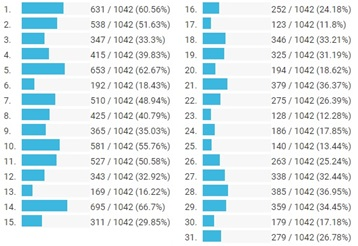 1. 631 / 1042 (60.56%)
2. 538 / 1042 (51.63%)
3. 347 / 1042 (33.3%)
4. 415 / 1042 (39.83%)
5. 653 / 1042 (62.67%)
6. 192 / 1042 (18.43%)
7. 510 / 1042 (48.94%)
8. 425 / 1042 (40.79%)
9. 365 / 1042 (35.03%)
10. 581 / 1042 (55.76%)
11. 527 / 1042 (50.58%)
12. 343 / 1042 (32.92%)
13. 169 / 1042 (16.22%)
14. 695 / 1042 (66.7%)
15. 311 / 1042 (29.85%)
16. 252 / 1042 (24.18%)
17. 123 / 1042 (11.8%)
18. 346 / 1042 (33.21%)
19. 325 / 1042 (31.19%)
20. 194 / 1042 (18.62%)
21. 379 / 1042 (36.37%)
22. 275 / 1042 (26.39%)
23. 128 / 1042 (12.28%)
24. 186 / 1042 (17.85%)
25. 140 / 1042 (13.44%)
26. 263 / 1042 (25.24%)
27. 338 / 1042 (32.44%)
28. 385 / 1042 (36.95%)
29. 359 / 1042 (34.45%)
30. 179 / 1042 (17.18%)
31. 279 / 1042 (26.78%)